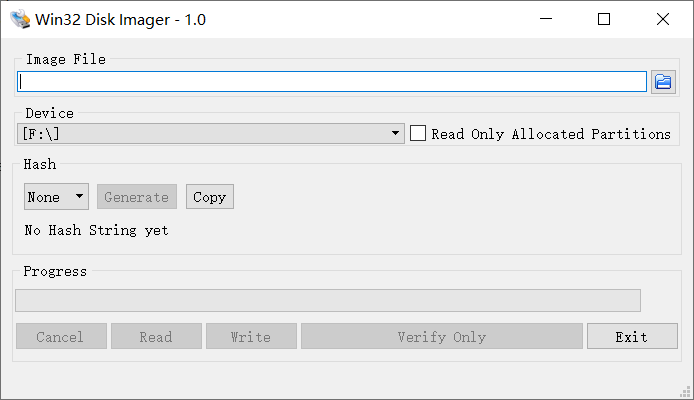 Win32 Disk Imager - 1.0
Image File
Device
[F:\]
Read Only Allocated Partitions
Hash
None Generate Copy
No Hash String yet
Progress
Cancel Read Write Verify Only Exit